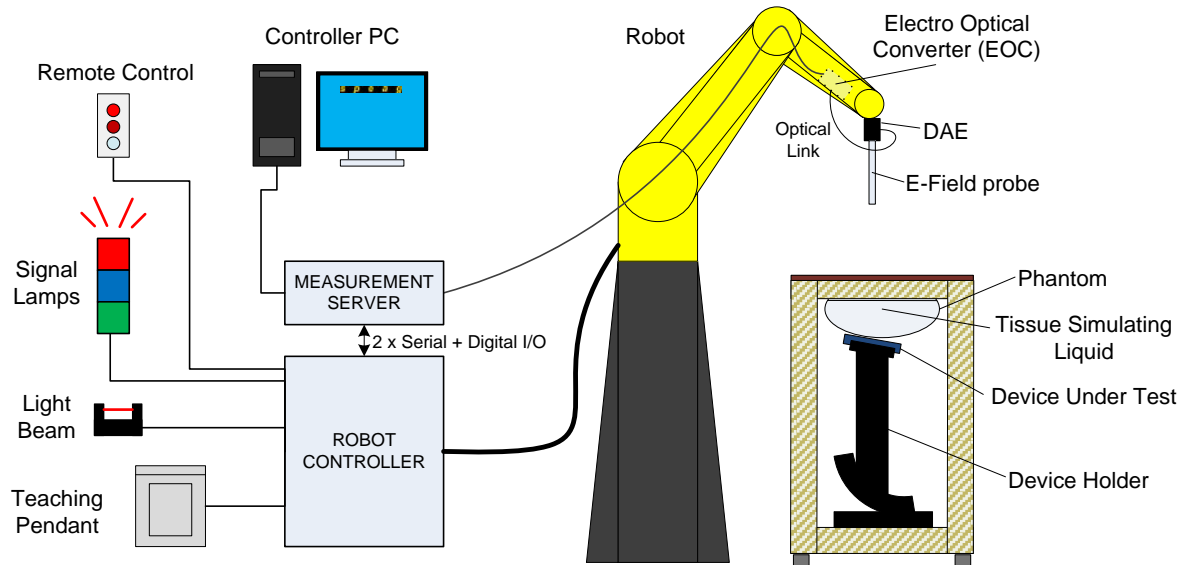 Controller PC
Robot
Electro Optical
Converter (EOC)
Remote Control
speag
DAE
Optical
Link
E-Field probe
Signal
Lamps
MEASUREMENT
SERVER
Phantom
Tissue Simulating
Liquid
2 x Serial + Digital I/O
Device Under Test
Light
Beam
ROBOT
CONTROLLER
Device Holder
Teaching
Pendant